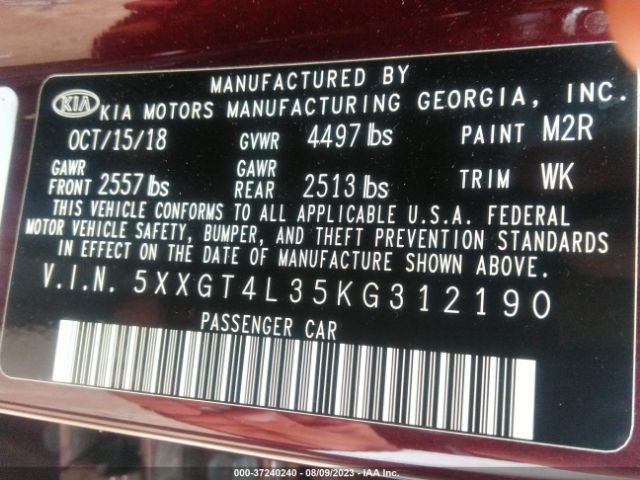 MANUFACTURED BY
KIA KIA MOTORS MANUFACTURING GEORGIA, INC.
OCT/15/18 GVWR 4497 lbs PAINT M2R
GAWR FRONT 2557 lbs GAWR REAR 2513 lbs TRIM WK
THIS VEHICLE CONFORMS TO ALL APPLICABLE U.S.A. FEDERAL
MOTOR VEHICLE SAFETY, BUMPER, AND THEFT PREVENTION STANDARDS
IN EFFECT ON THE DATE OF MANUFACTURE SHOWN ABOVE.
V.I.N. 5XXGT4L35KG312190
PASSENGER CAR
000-37240240 - 08/09/2023 - IAA Inc.